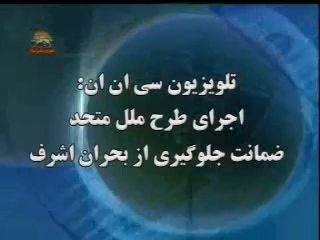 تلویزیون سی ان ان:
اجرای طرح ملل متحد
ضمانت جلوگیری از بحران اشرف